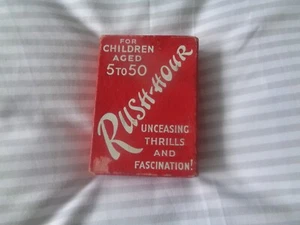 FOR
CHILDREN
AGED
5 TO 50
RUSH-HOUR
UNCEASING
THRILLS
AND
FASCINATION!